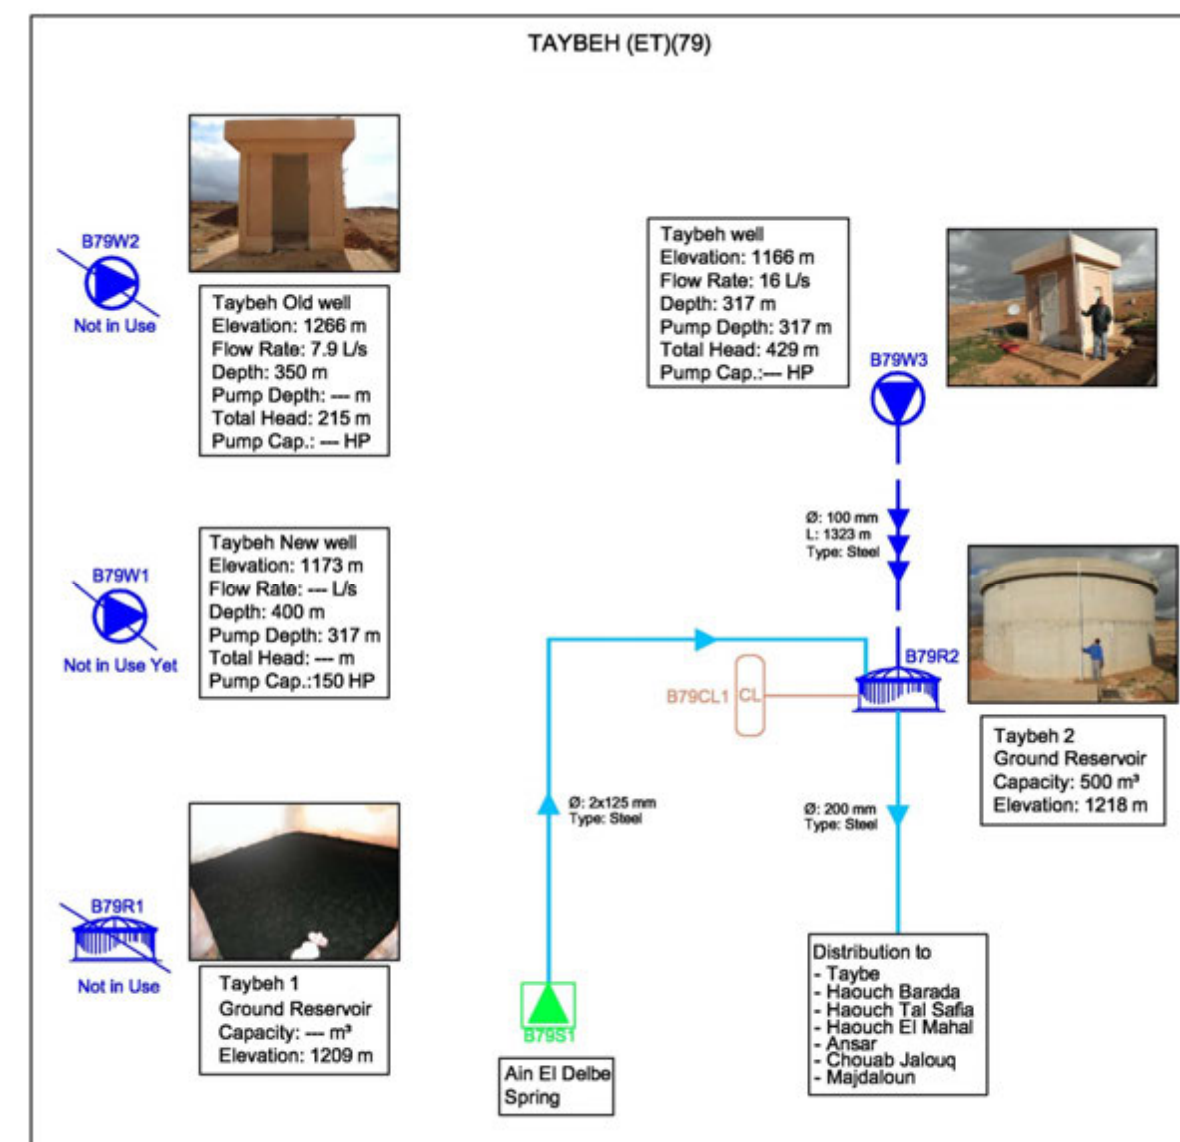 TAYBEH (ET)(79)
B79W2
Not in Use
Taybeh Old well
Elevation: 1266 m
Flow Rate: 7.9 L/s
Depth: 350 m
Pump Depth: --- m
Total Head: 215 m
Pump Cap.: --- HP
Taybeh well
Elevation: 1166 m
Flow Rate: 16 L/s
Depth: 317 m
Pump Depth: 317 m
Total Head: 429 m
Pump Cap.:--- HP
B79W3
Ø: 100 mm
L: 1323 m
Type: Steel
B79W1
Not in Use Yet
Taybeh New well
Elevation: 1173 m
Flow Rate: --- L/s
Depth: 400 m
Pump Depth: 317 m
Total Head: --- m
Pump Cap.:150 HP
B79R2
B79CL1
CL
Taybeh 2
Ground Reservoir
Capacity: 500 m³
Elevation: 1218 m
Ø: 2x125 mm
Type: Steel
Ø: 200 mm
Type: Steel
B79R1
Not in Use
Taybeh 1
Ground Reservoir
Capacity: --- m³
Elevation: 1209 m
B79S1
Ain El Delbe
Spring
Distribution to
- Taybe
- Haouch Barada
- Haouch Tal Safia
- Haouch El Mahal
- Ansar
- Chouab Jalouq
- Majdaloun